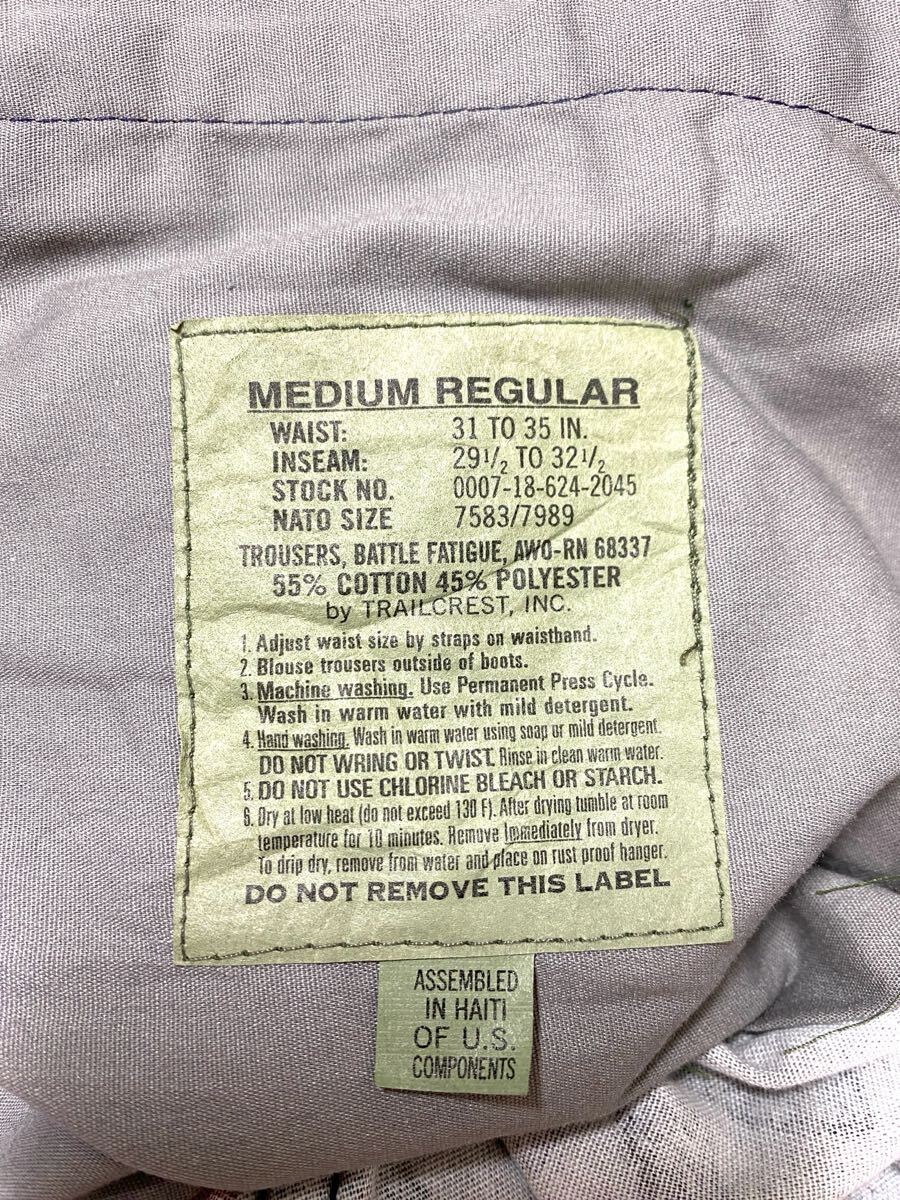 MEDIUM REGULAR
WAIST: 31 TO 35 IN.
INSEAM: 29 1/2 TO 32 1/2
STOCK NO. 0007-18-624-2045
NATO SIZE 7583/7989
TROUSERS, BATTLE FATIGUE, AWO-RN 68337
55% COTTON 45% POLYESTER
by TRAILCREST, INC.
1. Adjust waist size by straps on waistband.
2. Blouse trousers outside of boots.
3. Machine washing. Use Permanent Press Cycle.
Wash in warm water with mild detergent.
4. Hand washing. Wash in warm water using soap or mild detergent.
DO NOT WRING OR TWIST. Rinse in clean warm water.
5. DO NOT USE CHLORINE BLEACH OR STARCH.
6. Dry at low heat (do not exceed 130 F). After drying tumble at room
temperature for 10 minutes. Remove Immediately from dryer.
To drip dry, remove from water and place on rust proof hanger.
DO NOT REMOVE THIS LABEL
ASSEMBLED
IN HAITI
OF U.S.
COMPONENTS